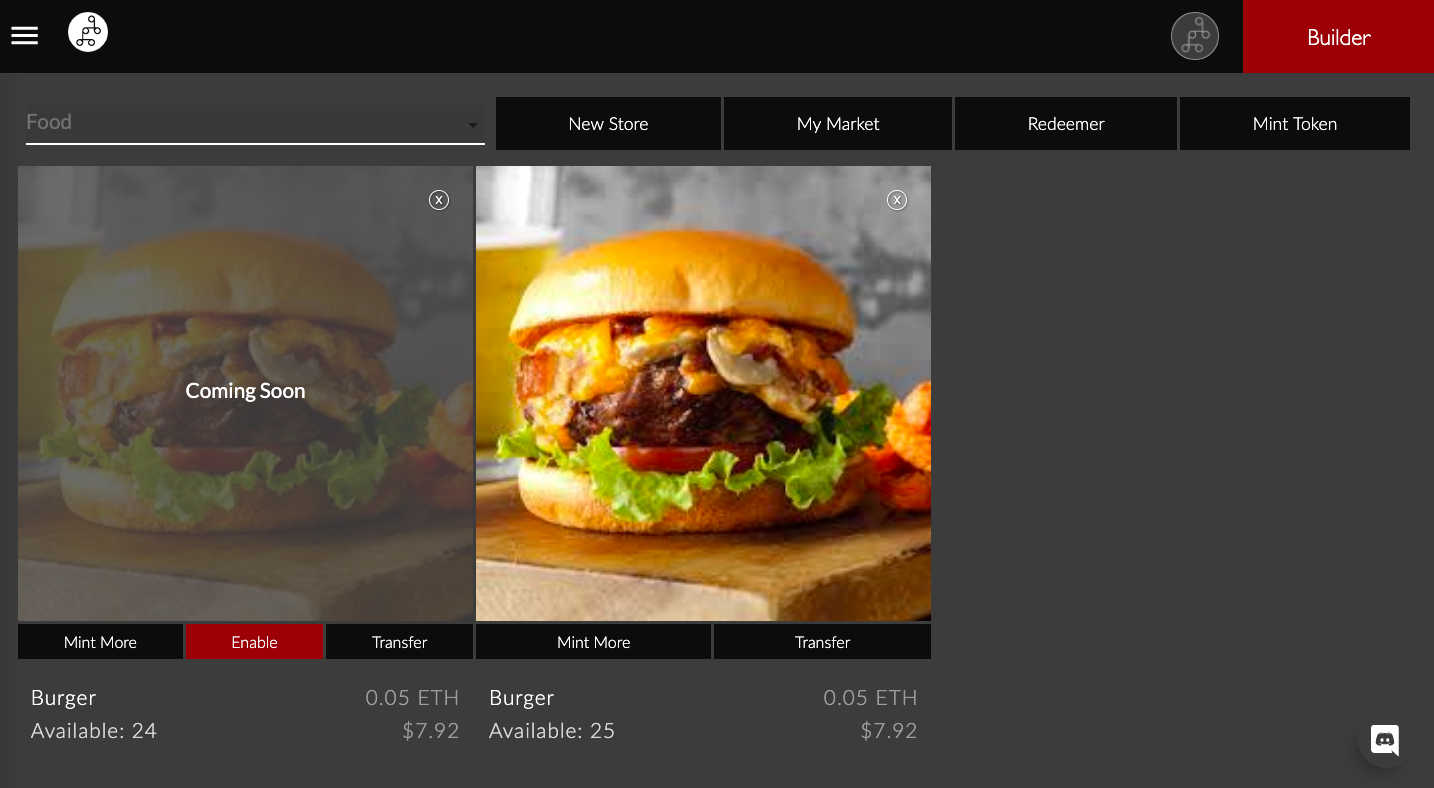 Builder
Food
New Store
My Market
Redeemer
Mint Token
X
X
Coming Soon
Mint More
Enable
Transfer
Mint More
Transfer
Burger
0.05 ETH
Available: 24
$7.92
Burger
0.05 ETH
Available: 25
$7.92